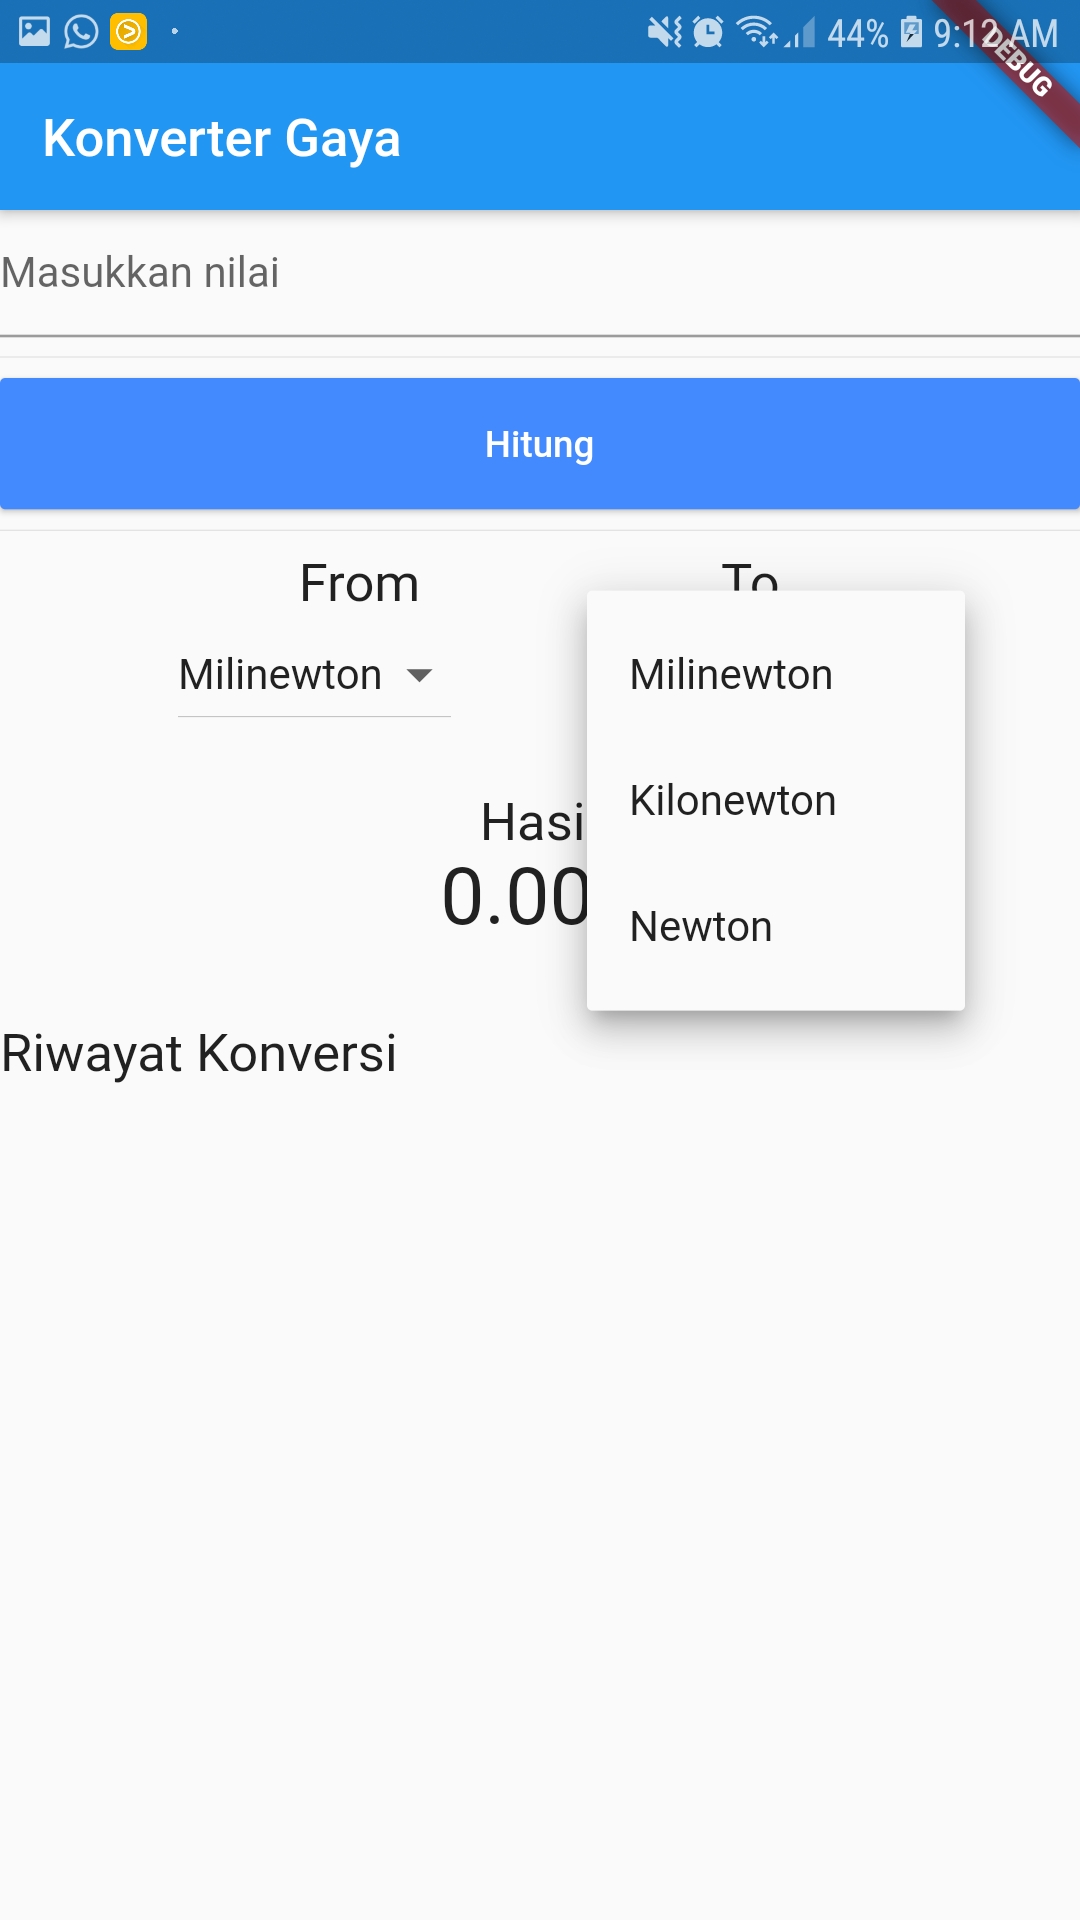 44% 9:12 AM
DEBUG
Konverter Gaya
Masukkan nilai
Hitung
From To
Milinewton Milinewton
Kilonewton
Hasi
0.00
Newton
Riwayat Konversi